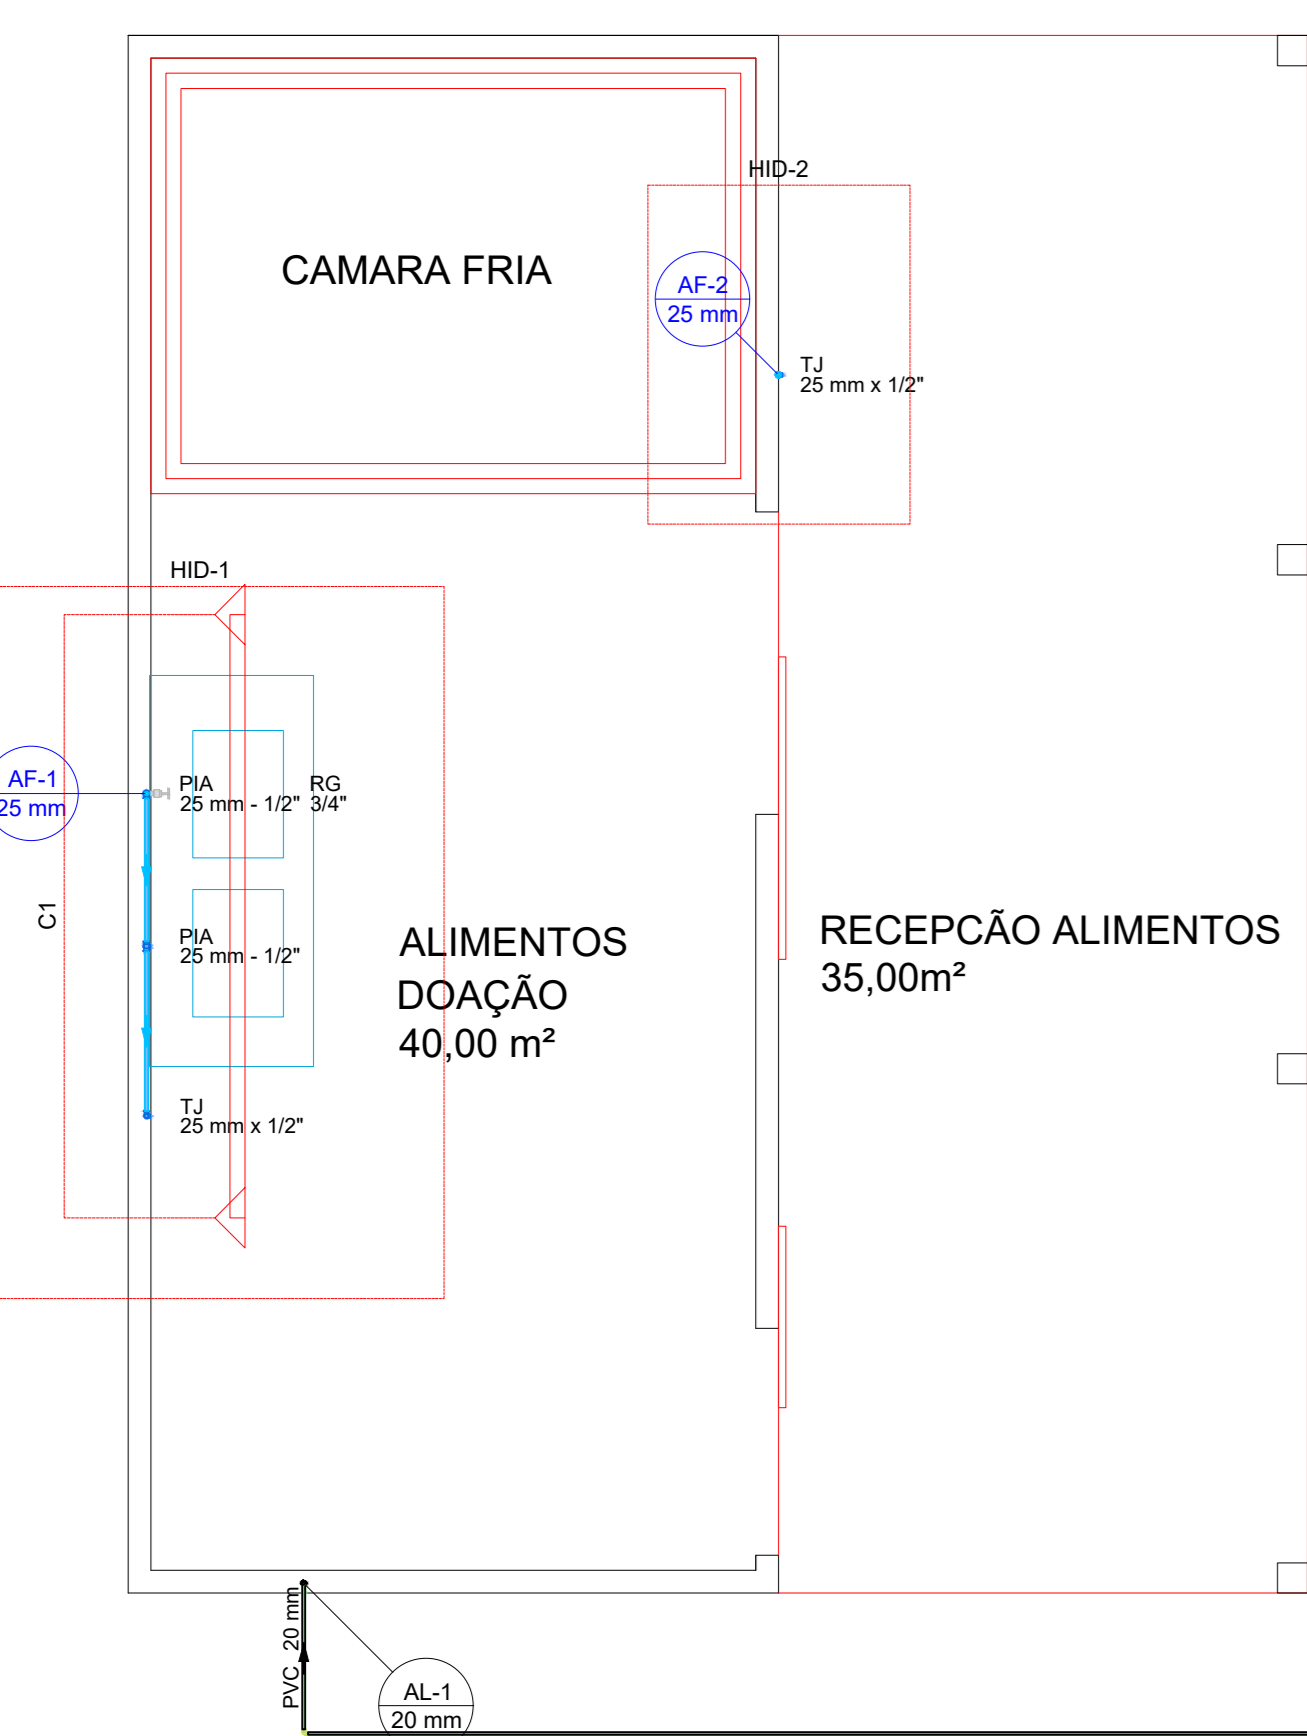 HID-2
CAMARA FRIA
AF-2
25 mm
TJ
25 mm x 1/2"
HID-1
AF-1
25 mm
PIA
25 mm - 1/2"
RG
3/4"
C1
PIA
25 mm - 1/2"
ALIMENTOS
DOAÇÃO
40,00 m²
RECEPCÃO ALIMENTOS
35,00m²
TJ
25 mm x 1/2"
PVC 20 mm
AL-1
20 mm